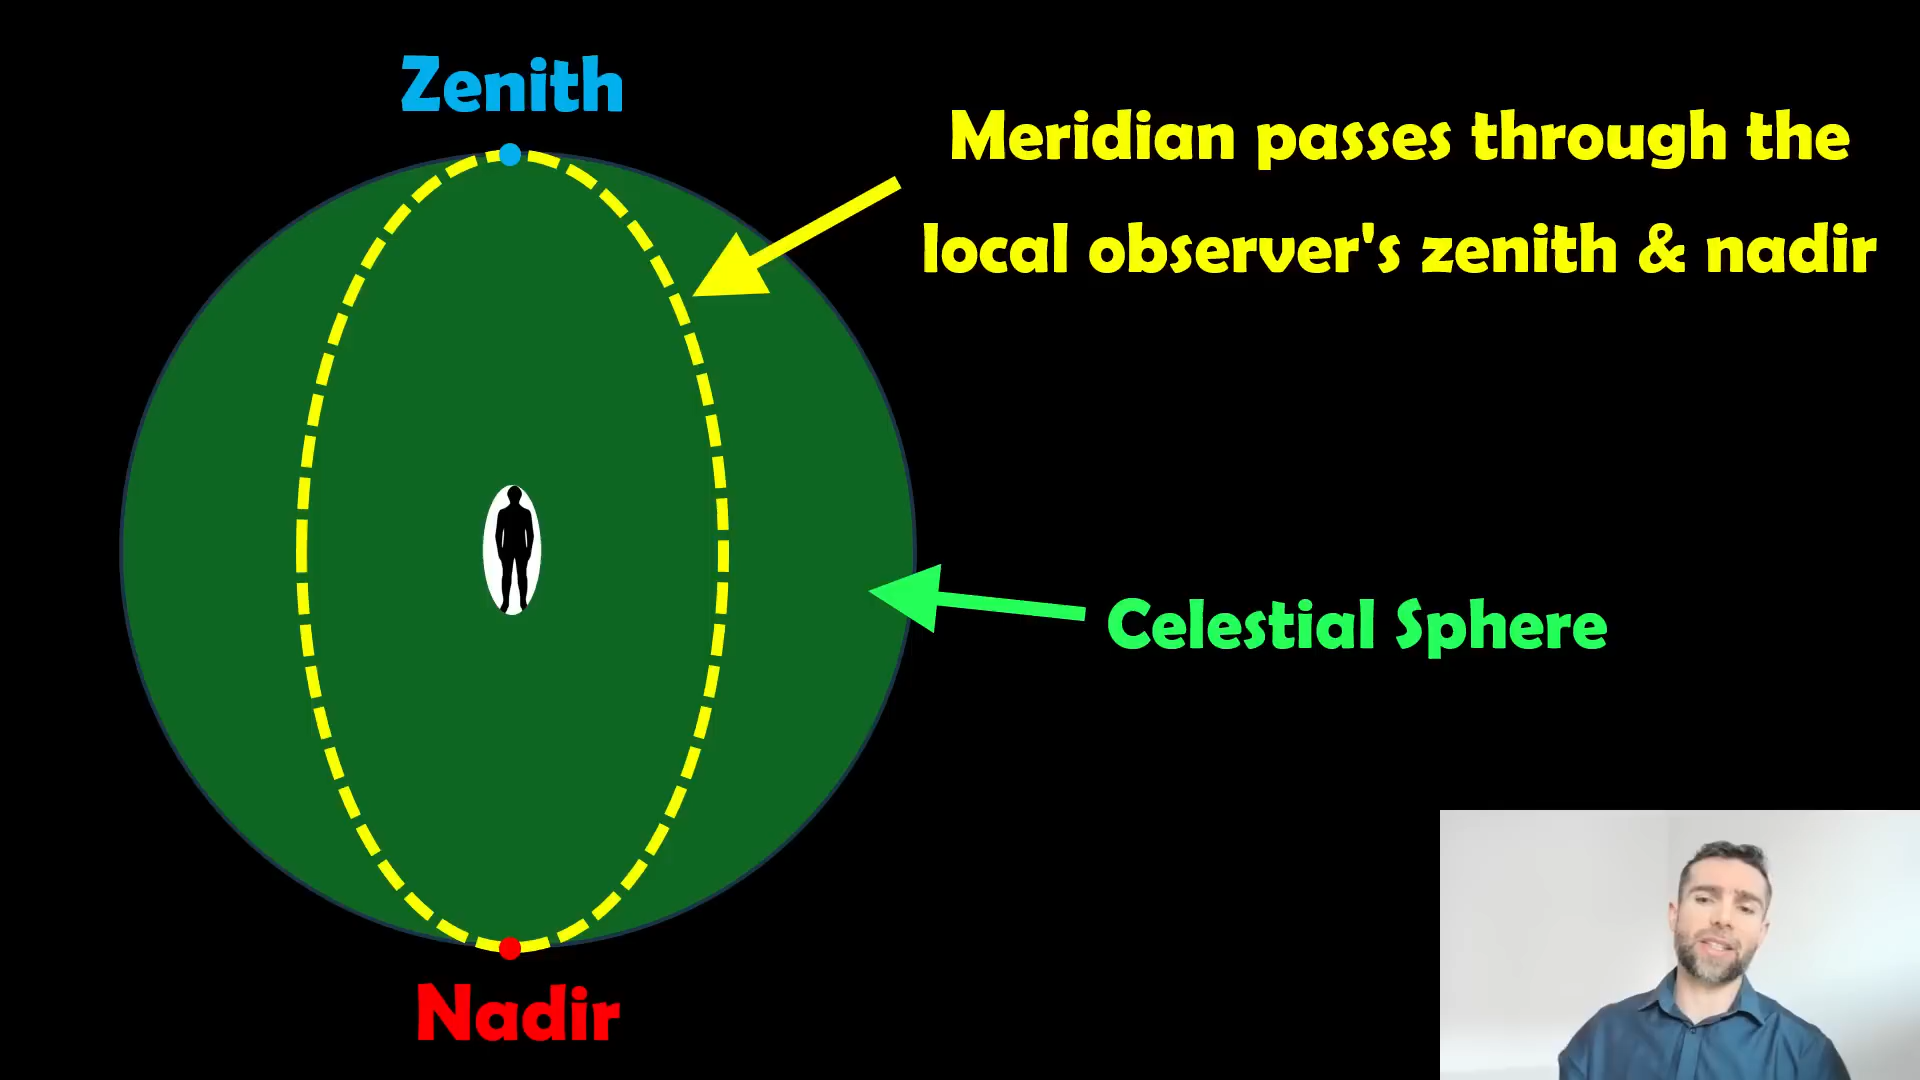 Zenith
Meridian passes through the
local observer's zenith & nadir
Celestial Sphere
Nadir